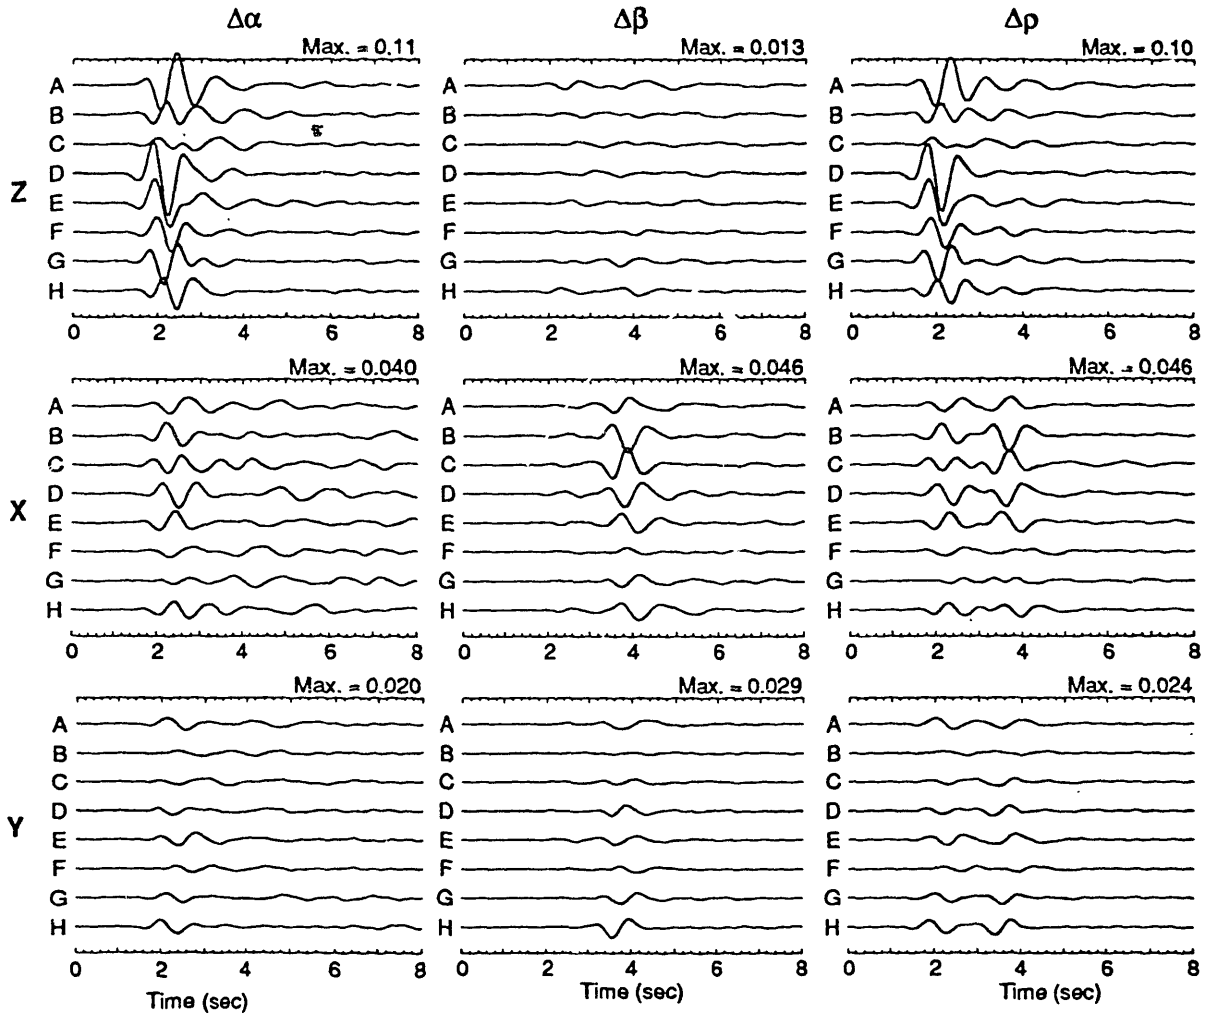 Δα Δβ Δρ
Max. = 0.11 Max. = 0.013 Max. = 0.10
Z
A A A
B B B
C C C
D D D
E E E
F F F
G G G
H H H
0 2 4 6 8 0 2 4 6 8 0 2 4 6 8
Max. = 0.040 Max. = 0.046 Max. = 0.046
X
A A A
B B B
C C C
D D D
E E E
F F F
G G G
H H H
0 2 4 6 8 0 2 4 6 8 0 2 4 6 8
Max. = 0.020 Max. = 0.029 Max. = 0.024
Y
A A A
B B B
C C C
D D D
E E E
F F F
G G G
H H H
0 2 4 6 8 0 2 4 6 8 0 2 4 6 8
Time (sec) Time (sec) Time (sec)